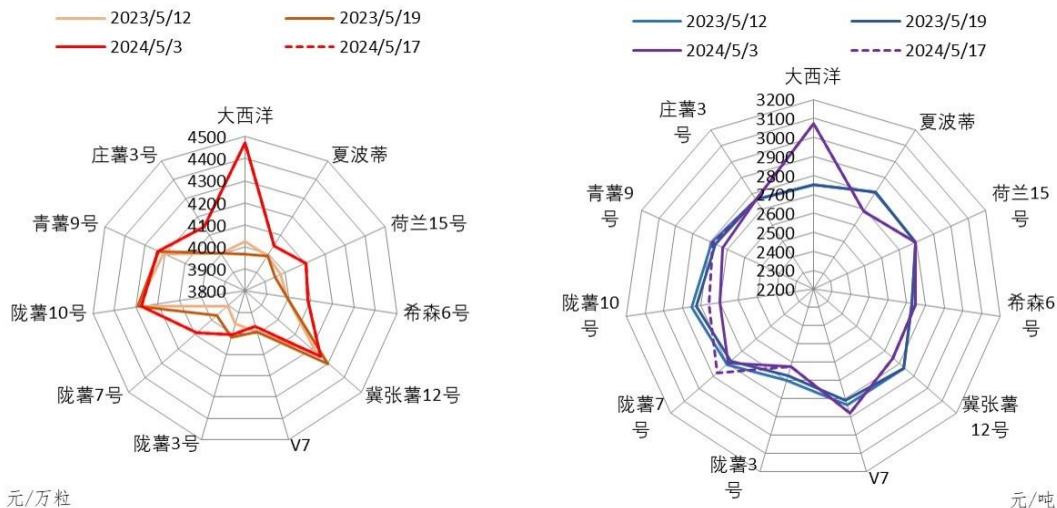 2023/5/12 2023/5/19
2024/5/3 2024/5/17
大西洋
夏波蒂
荷兰15号
希森6号
冀张薯12号
V7
陇薯3号
陇薯7号
陇薯10号
青薯9号
庄薯3号
4500
4400
4300
4200
4100
4000
3900
3800
元/万粒
2023/5/12 2023/5/19
2024/5/3 2024/5/17
大西洋
夏波蒂
荷兰15
号
希森6
号
冀张薯
12号
V7
陇薯3
号
陇薯7
号
陇薯10
号
青薯9
号
庄薯3
号
3200
3100
3000
2900
2800
2700
2600
2500
2400
2300
2200
元/吨